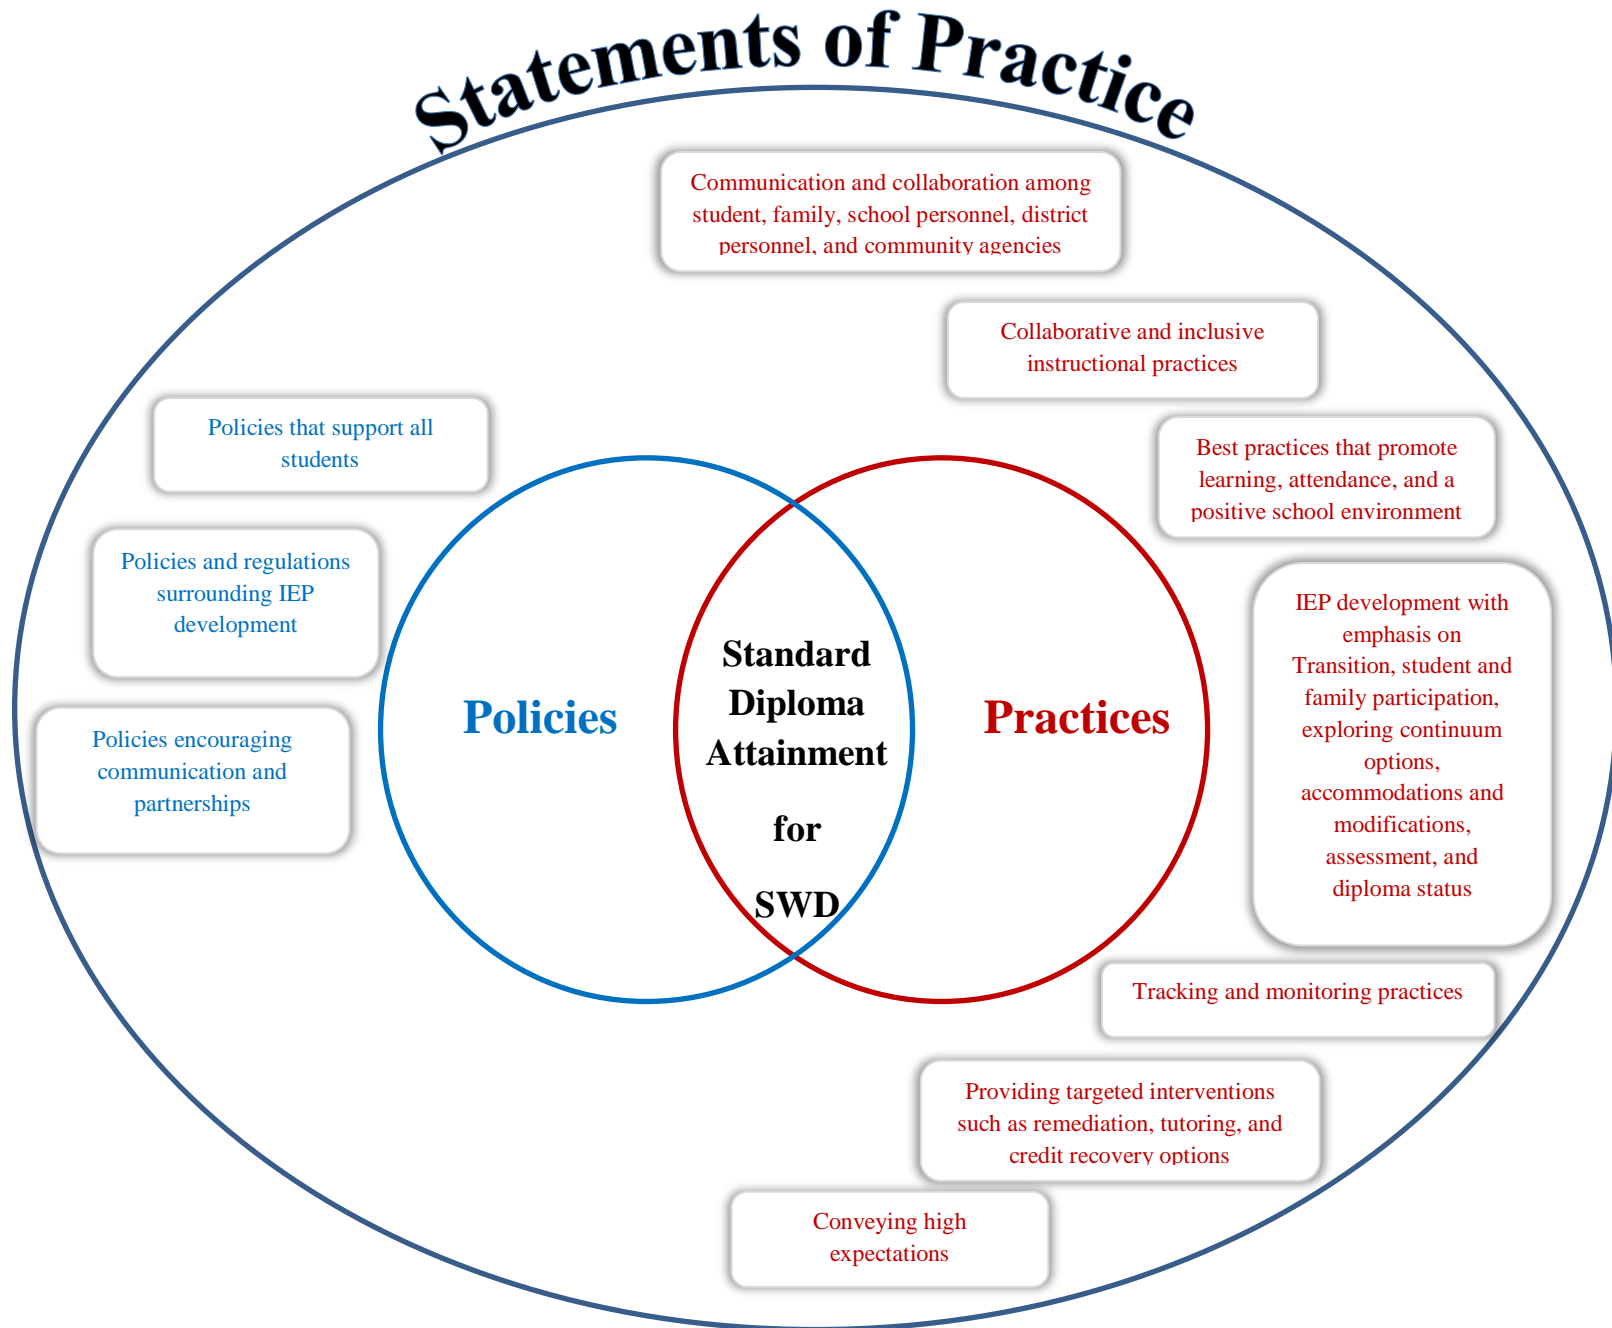 Statements of Practice
Communication and collaboration among
student, family, school personnel, district
personnel, and community agencies
Collaborative and inclusive
instructional practices
Policies that support all
students
Best practices that promote
learning, attendance, and a
positive school environment
Policies and regulations
surrounding IEP
development
IEP development with
emphasis on
Transition, student and
family participation,
exploring continuum
options,
accommodations and
modifications,
assessment, and
diploma status
Policies encouraging
communication and
partnerships
Policies
Standard
Diploma
Attainment
for
SWD
Practices
Tracking and monitoring practices
Providing targeted interventions
such as remediation, tutoring, and
credit recovery options
Conveying high
expectations